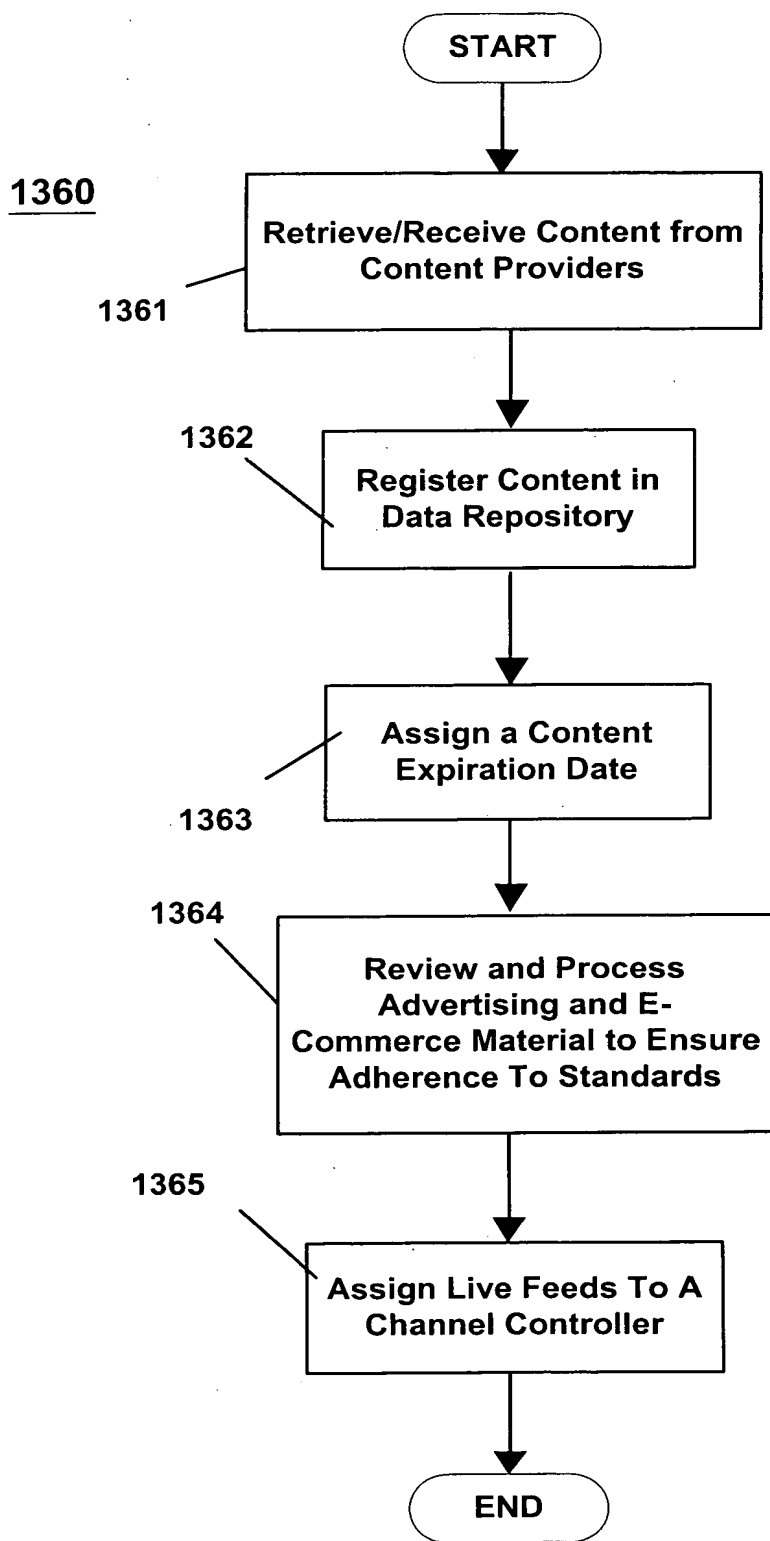 START
1360
Retrieve/Receive Content from
Content Providers
1361
1362
Register Content in
Data Repository
Assign a Content
Expiration Date
1363
1364
Review and Process
Advertising and E-
Commerce Material to Ensure
Adherence To Standards
1365
Assign Live Feeds To A
Channel Controller
END